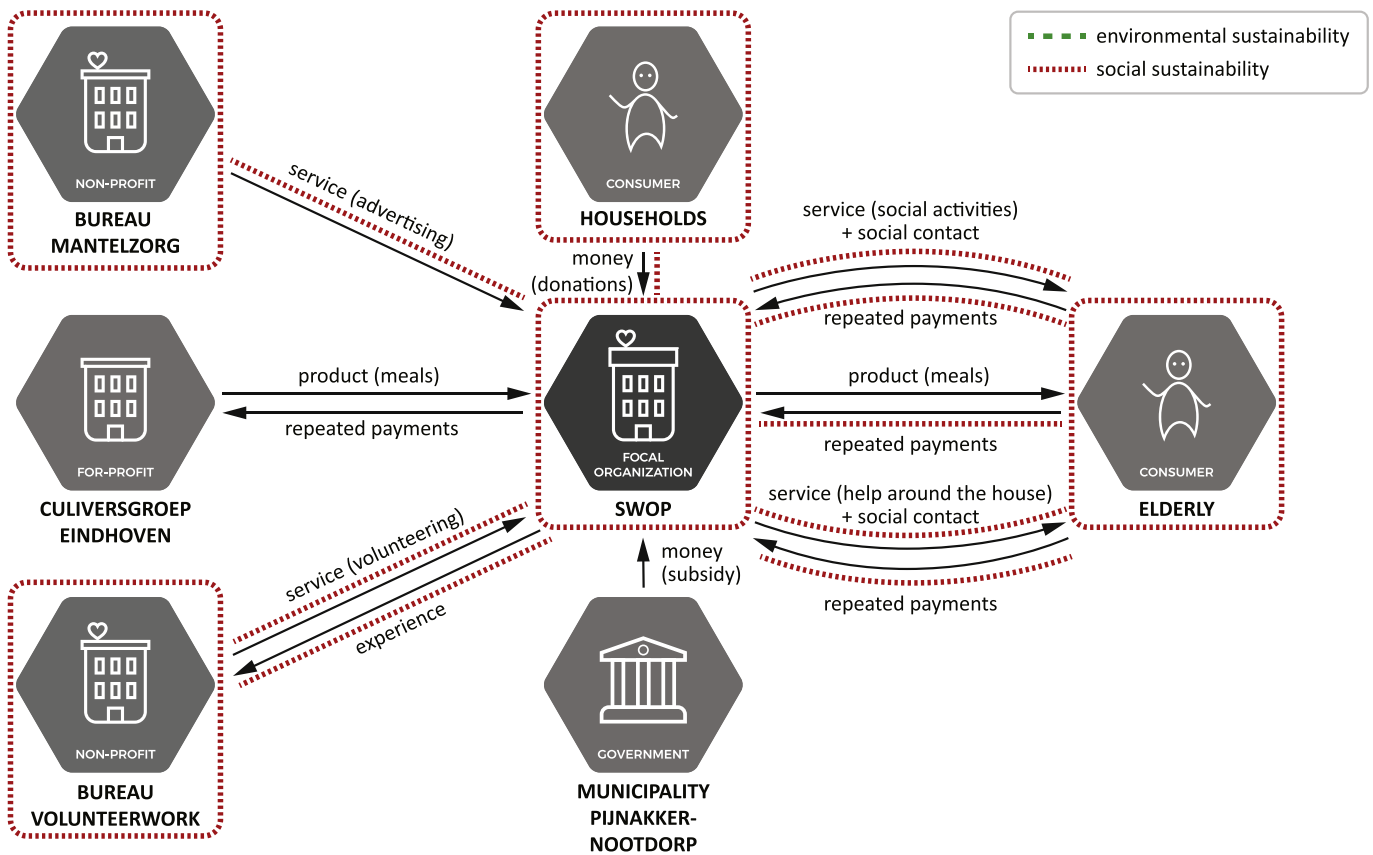 environmental sustainability
social sustainability
NON-PROFIT
BUREAU
MANTELZORG
service (advertising)
CONSUMER
HOUSEHOLDS
money
(donations)
service (social activities)
+ social contact
repeated payments
FOR-PROFIT
CULIVERSGROEP
EINDHOVEN
product (meals)
repeated payments
FOCAL
ORGANIZATION
SWOP
product (meals)
repeated payments
CONSUMER
ELDERLY
service (help around the house)
+ social contact
repeated payments
service (volunteering)
experience
money
(subsidy)
NON-PROFIT
BUREAU
VOLUNTEERWORK
GOVERNMENT
MUNICIPALITY
PIJNAKKER-
NOOTDORP